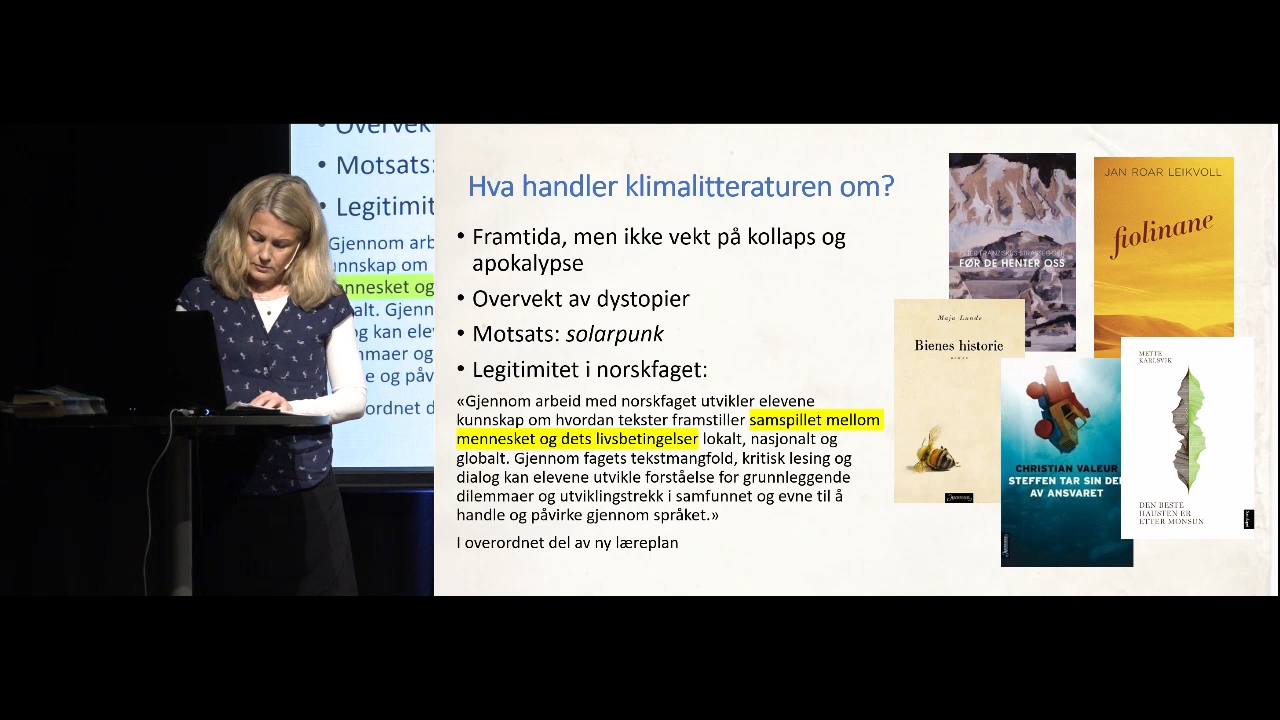 Overvek
Motsats:
Legitimit
Gjennom arb
unnskap om
ennesket og
alt. Gjenn
og kan elev
mmaer og
e og påv
ordnet d
Hva handler klimalitteraturen om?
• Framtida, men ikke vekt på kollaps og
apokalypse
• Overvekt av dystopier
• Motsats: solarpunk
• Legitimitet i norskfaget:
«Gjennom arbeid med norskfaget utvikler elevene
kunnskap om hvordan tekster framstiller samspillet mellom
mennesket og dets livsbetingelser lokalt, nasjonalt og
globalt. Gjennom fagets tekstmangfold, kritisk lesing og
dialog kan elevene utvikle forståelse for grunnleggende
dilemmaer og utviklingstrekk i samfunnet og evne til å
handle og påvirke gjennom språket.»
I overordnet del av ny læreplan
FØR DE HENTER OSS
JAN ROAR LEIKVOLL
fiolinane
Maja Lunde
Bienes historie
CHRISTIAN VALEUR
STEFFEN TAR SIN DEL
AV ANSVARET
METTE
KARLSVIK
DEN BESTE
HAUSTEN ER
ETTER MONSUN